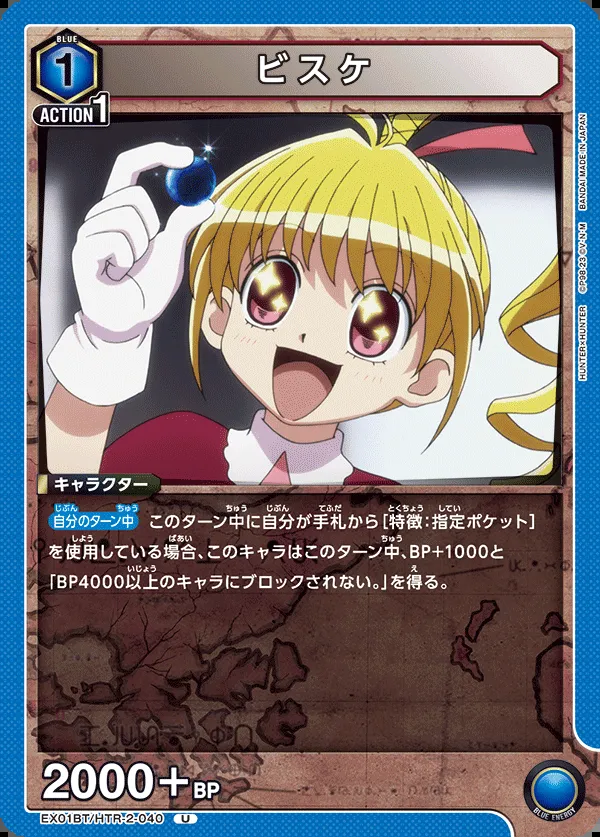 BLUE
1
ビスケ
ACTION 1
HUNTER×HUNTER ©P98-23 ©V・N・M BANDAI MADE IN JAPAN
キャラクター
自分のターン中 このターン中に自分が手札から[特徴:指定ポケット]
を使用している場合、このキャラはこのターン中、BP+1000と
「BP4000以上のキャラにブロックされない。」を得る。
2000+BP
BLUE ENERGY
EX01BT/HTR-2-040 U